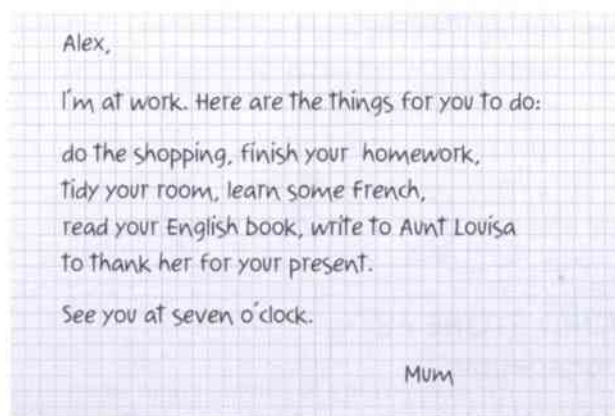 Alex,
I'm at work. Here are the things for you to do:
do the shopping, finish your homework,
tidy your room, learn some French,
read your English book, write to Aunt Louisa
to thank her for your present.
See you at seven o'clock.
Mum